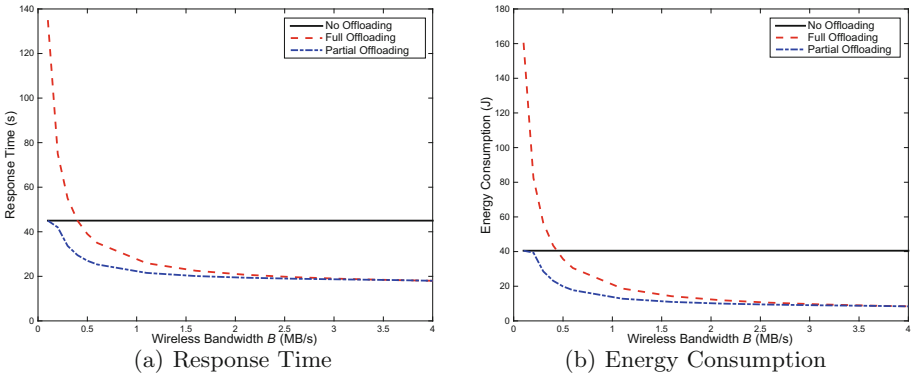 140
120
100
80
60
40
20
0
Response Time (s)
No Offloading
Full Offloading
Partial Offloading
0 0.5 1 1.5 2 2.5 3 3.5 4
Wireless Bandwidth B (MB/s)
(a) Response Time
180
160
140
120
100
80
60
40
20
0
Energy Consumption (J)
No Offloading
Full Offloading
Partial Offloading
0 0.5 1 1.5 2 2.5 3 3.5 4
Wireless Bandwidth B (MB/s)
(b) Energy Consumption